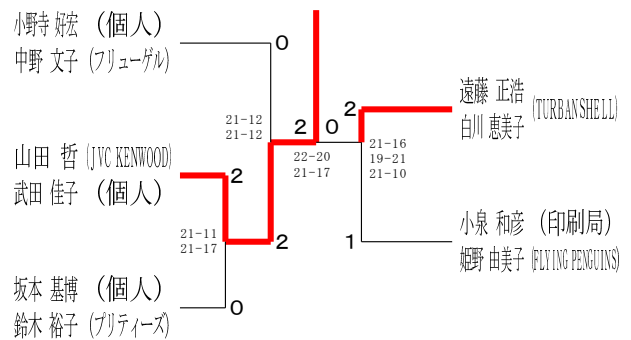 小野寺 好宏 (個人)
中野 文子 (フリューゲル)
0
21-12
21-12
2
0
22-20
21-17
2
21-16
19-21
21-10
遠藤 正浩 (TURBANSHELL)
白川 恵美子
山田 哲 (JVC KENWOOD)
武田 佳子 (個人)
2
21-11
21-17
2
1
小泉 和彦 (印刷局)
姫野 由美子 (FLYING PENGUINS)
坂本 基博 (個人)
鈴木 裕子 (プリティーズ)
0